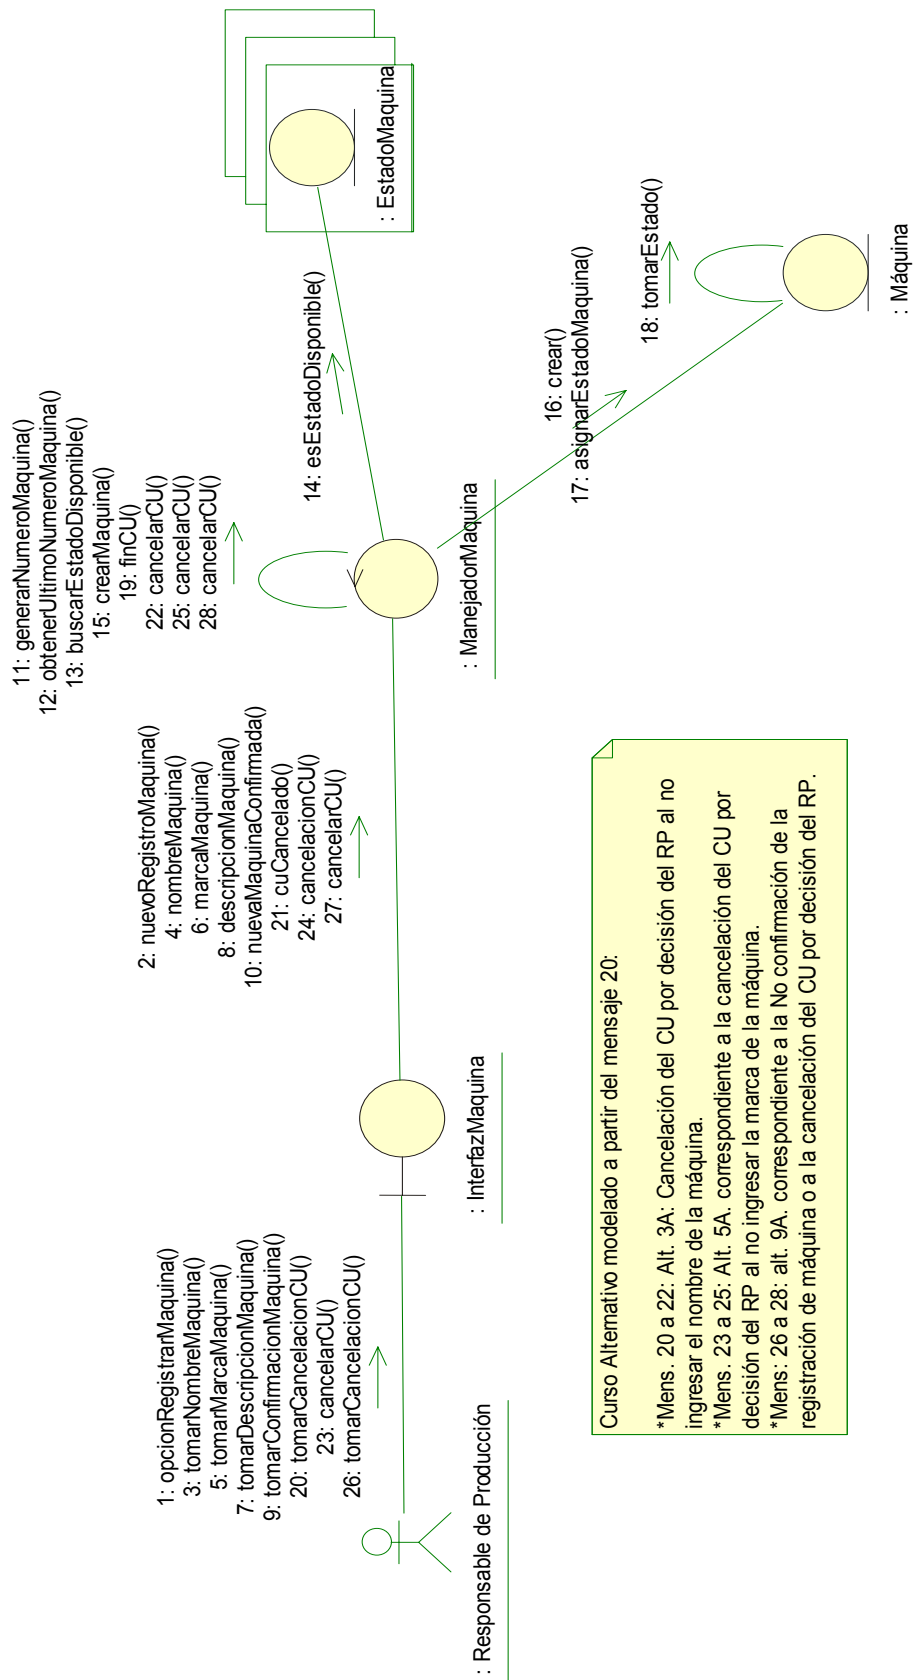 1: opcionRegistrarMaquina()
3: tomarNombreMaquina()
5: tomarMarcaMaquina()
7: tomarDescripcionMaquina()
9: tomarConfirmacionMaquina()
20: tomarCancelacionCU()
23: cancelarCU()
26: tomarCancelacionCU()
: Responsable de Producción
2: nuevoRegistroMaquina()
4: nombreMaquina()
6: marcaMaquina()
8: descripcionMaquina()
10: nuevaMaquinaConfirmada()
21: cuCancelado()
24: cancelacionCU()
27: cancelarCU()
: InterfazMaquina
11: generarNumeroMaquina()
12: obtenerUltimoNumeroMaquina()
13: buscarEstadoDisponible()
15: crearMaquina()
19: finCU()
22: cancelarCU()
25: cancelarCU()
28: cancelarCU()
: ManejadorMaquina
14: esEstadoDisponible()
: EstadoMaquina
16: crear()
17: asignarEstadoMaquina()
18: tomarEstado()
: Máquina
Curso Alternativo modelado a partir del mensaje 20:
*Mens. 20 a 22: Alt. 3A: Cancelación del CU por decisión del RP al no
ingresar el nombre de la máquina.
*Mens. 23 a 25: Alt. 5A. correspondiente a la cancelación del CU por
decisión del RP al no ingresar la marca de la máquina.
*Mens: 26 a 28: alt. 9A. correspondiente a la No confirmación de la
registración de máquina o a la cancelación del CU por decisión del RP.